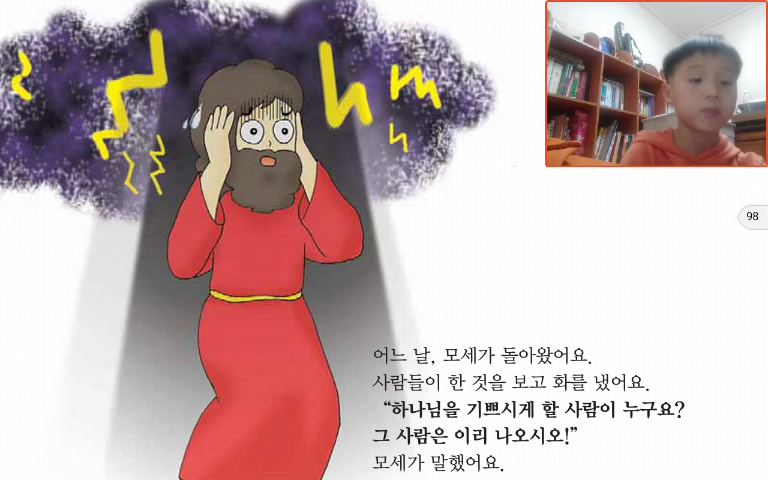 98
어느 날, 모세가 돌아왔어요.
사람들이 한 것을 보고 화를 냈어요.
“하나님을 기쁘시게 할 사람이 누구요?
그 사람은 이리 나오시오!”
모세가 말했어요.